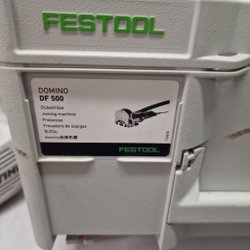 FESTOOL
DOMINO
DF 500
Dübelfräse
Joining machine
Fraiseuse
Fresadora de espigas
FESTOOL